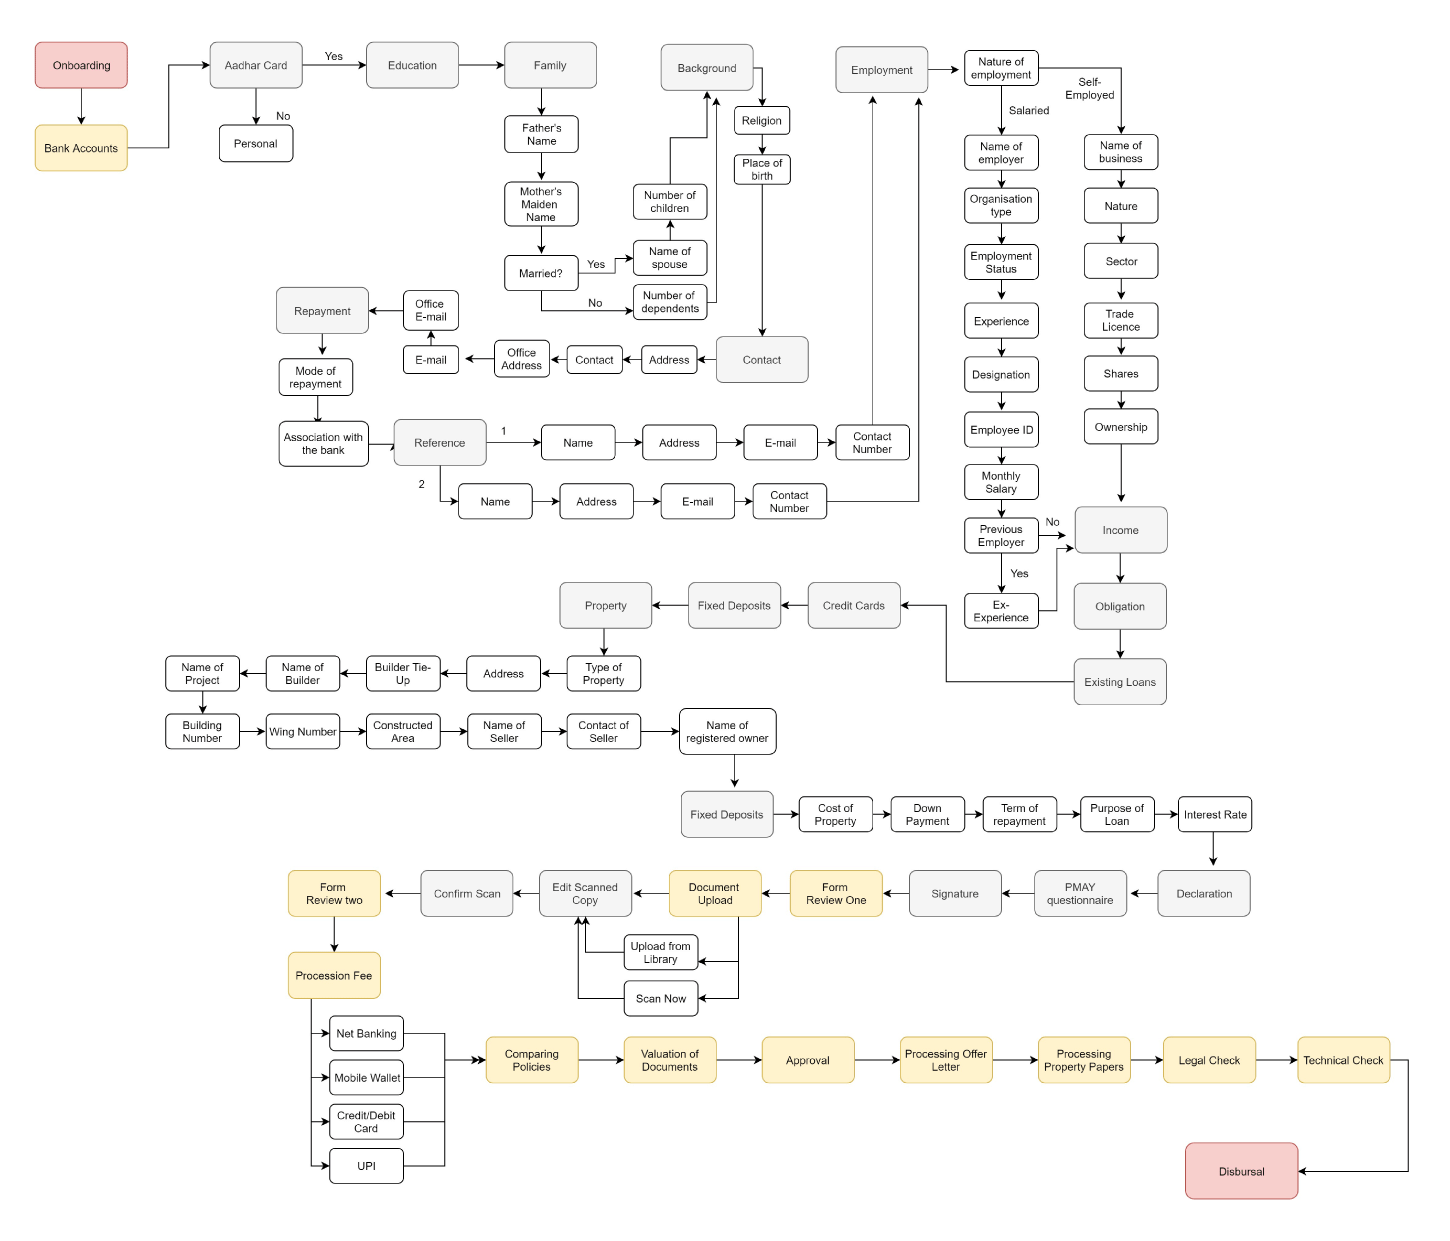 Onboarding
Bank Accounts
Aadhar Card
Yes
No
Personal
Education
Family
Father's
Name
Mother's
Maiden
Name
Married?
Yes
No
Name of
spouse
Number of
children
Number of
dependents
Background
Religion
Place of
birth
Contact
Address
Contact
Office
Address
E-mail
Office
E-mail
Repayment
Mode of
repayment
Association with
the bank
Reference
1
Name
Address
E-mail
Contact
Number
2
Name
Address
E-mail
Contact
Number
Employment
Nature of
employment
Salaried
Self-
Employed
Name of
employer
Organisation
type
Employment
Status
Experience
Designation
Employee ID
Monthly
Salary
Previous
Employer
No
Yes
Ex-
Experience
Name of
business
Nature
Sector
Trade
Licence
Shares
Ownership
Income
Obligation
Existing Loans
Credit Cards
Fixed Deposits
Property
Type of
Property
Address
Builder Tie-
Up
Name of
Builder
Name of
Project
Building
Number
Wing Number
Constructed
Area
Name of
Seller
Contact of
Seller
Name of
registered owner
Fixed Deposits
Cost of
Property
Down
Payment
Term of
repayment
Purpose of
Loan
Interest Rate
Declaration
PMAY
questionnaire
Signature
Form
Review One
Document
Upload
Upload from
Library
Scan Now
Edit Scanned
Copy
Confirm Scan
Form
Review two
Procession Fee
Net Banking
Mobile Wallet
Credit/Debit
Card
UPI
Comparing
Policies
Valuation of
Documents
Approval
Processing Offer
Letter
Processing
Property Papers
Legal Check
Technical Check
Disbursal